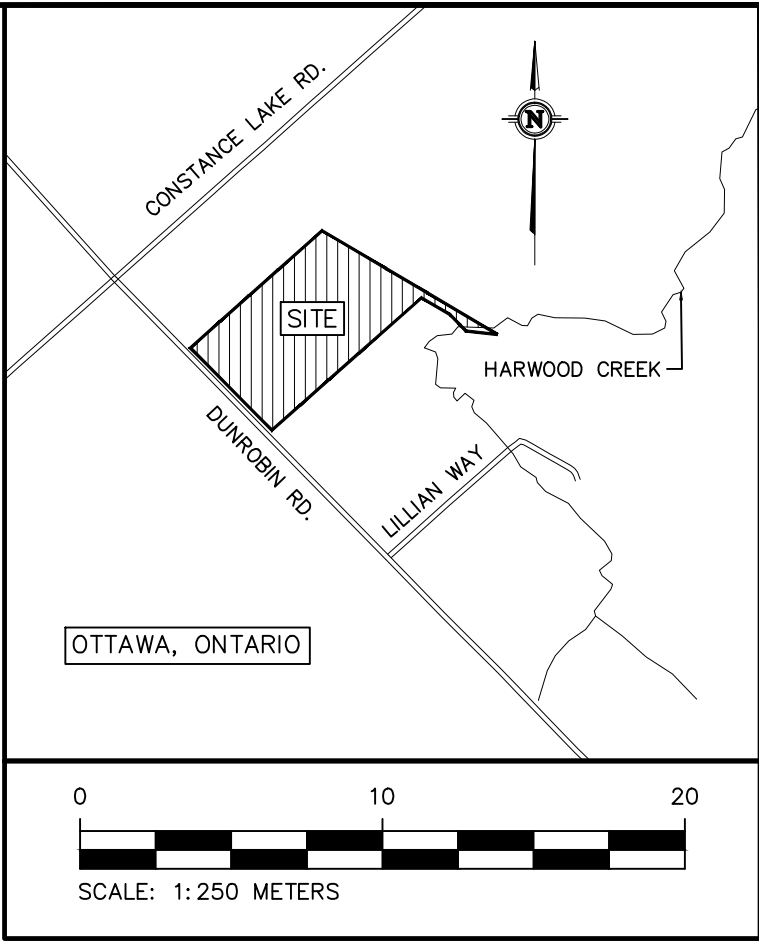 CONSTANCE LAKE RD.
N
SITE
HARWOOD CREEK
DUNROBIN RD.
LILLIAN WAY
OTTAWA, ONTARIO
0 10 20
SCALE: 1:250 METERS